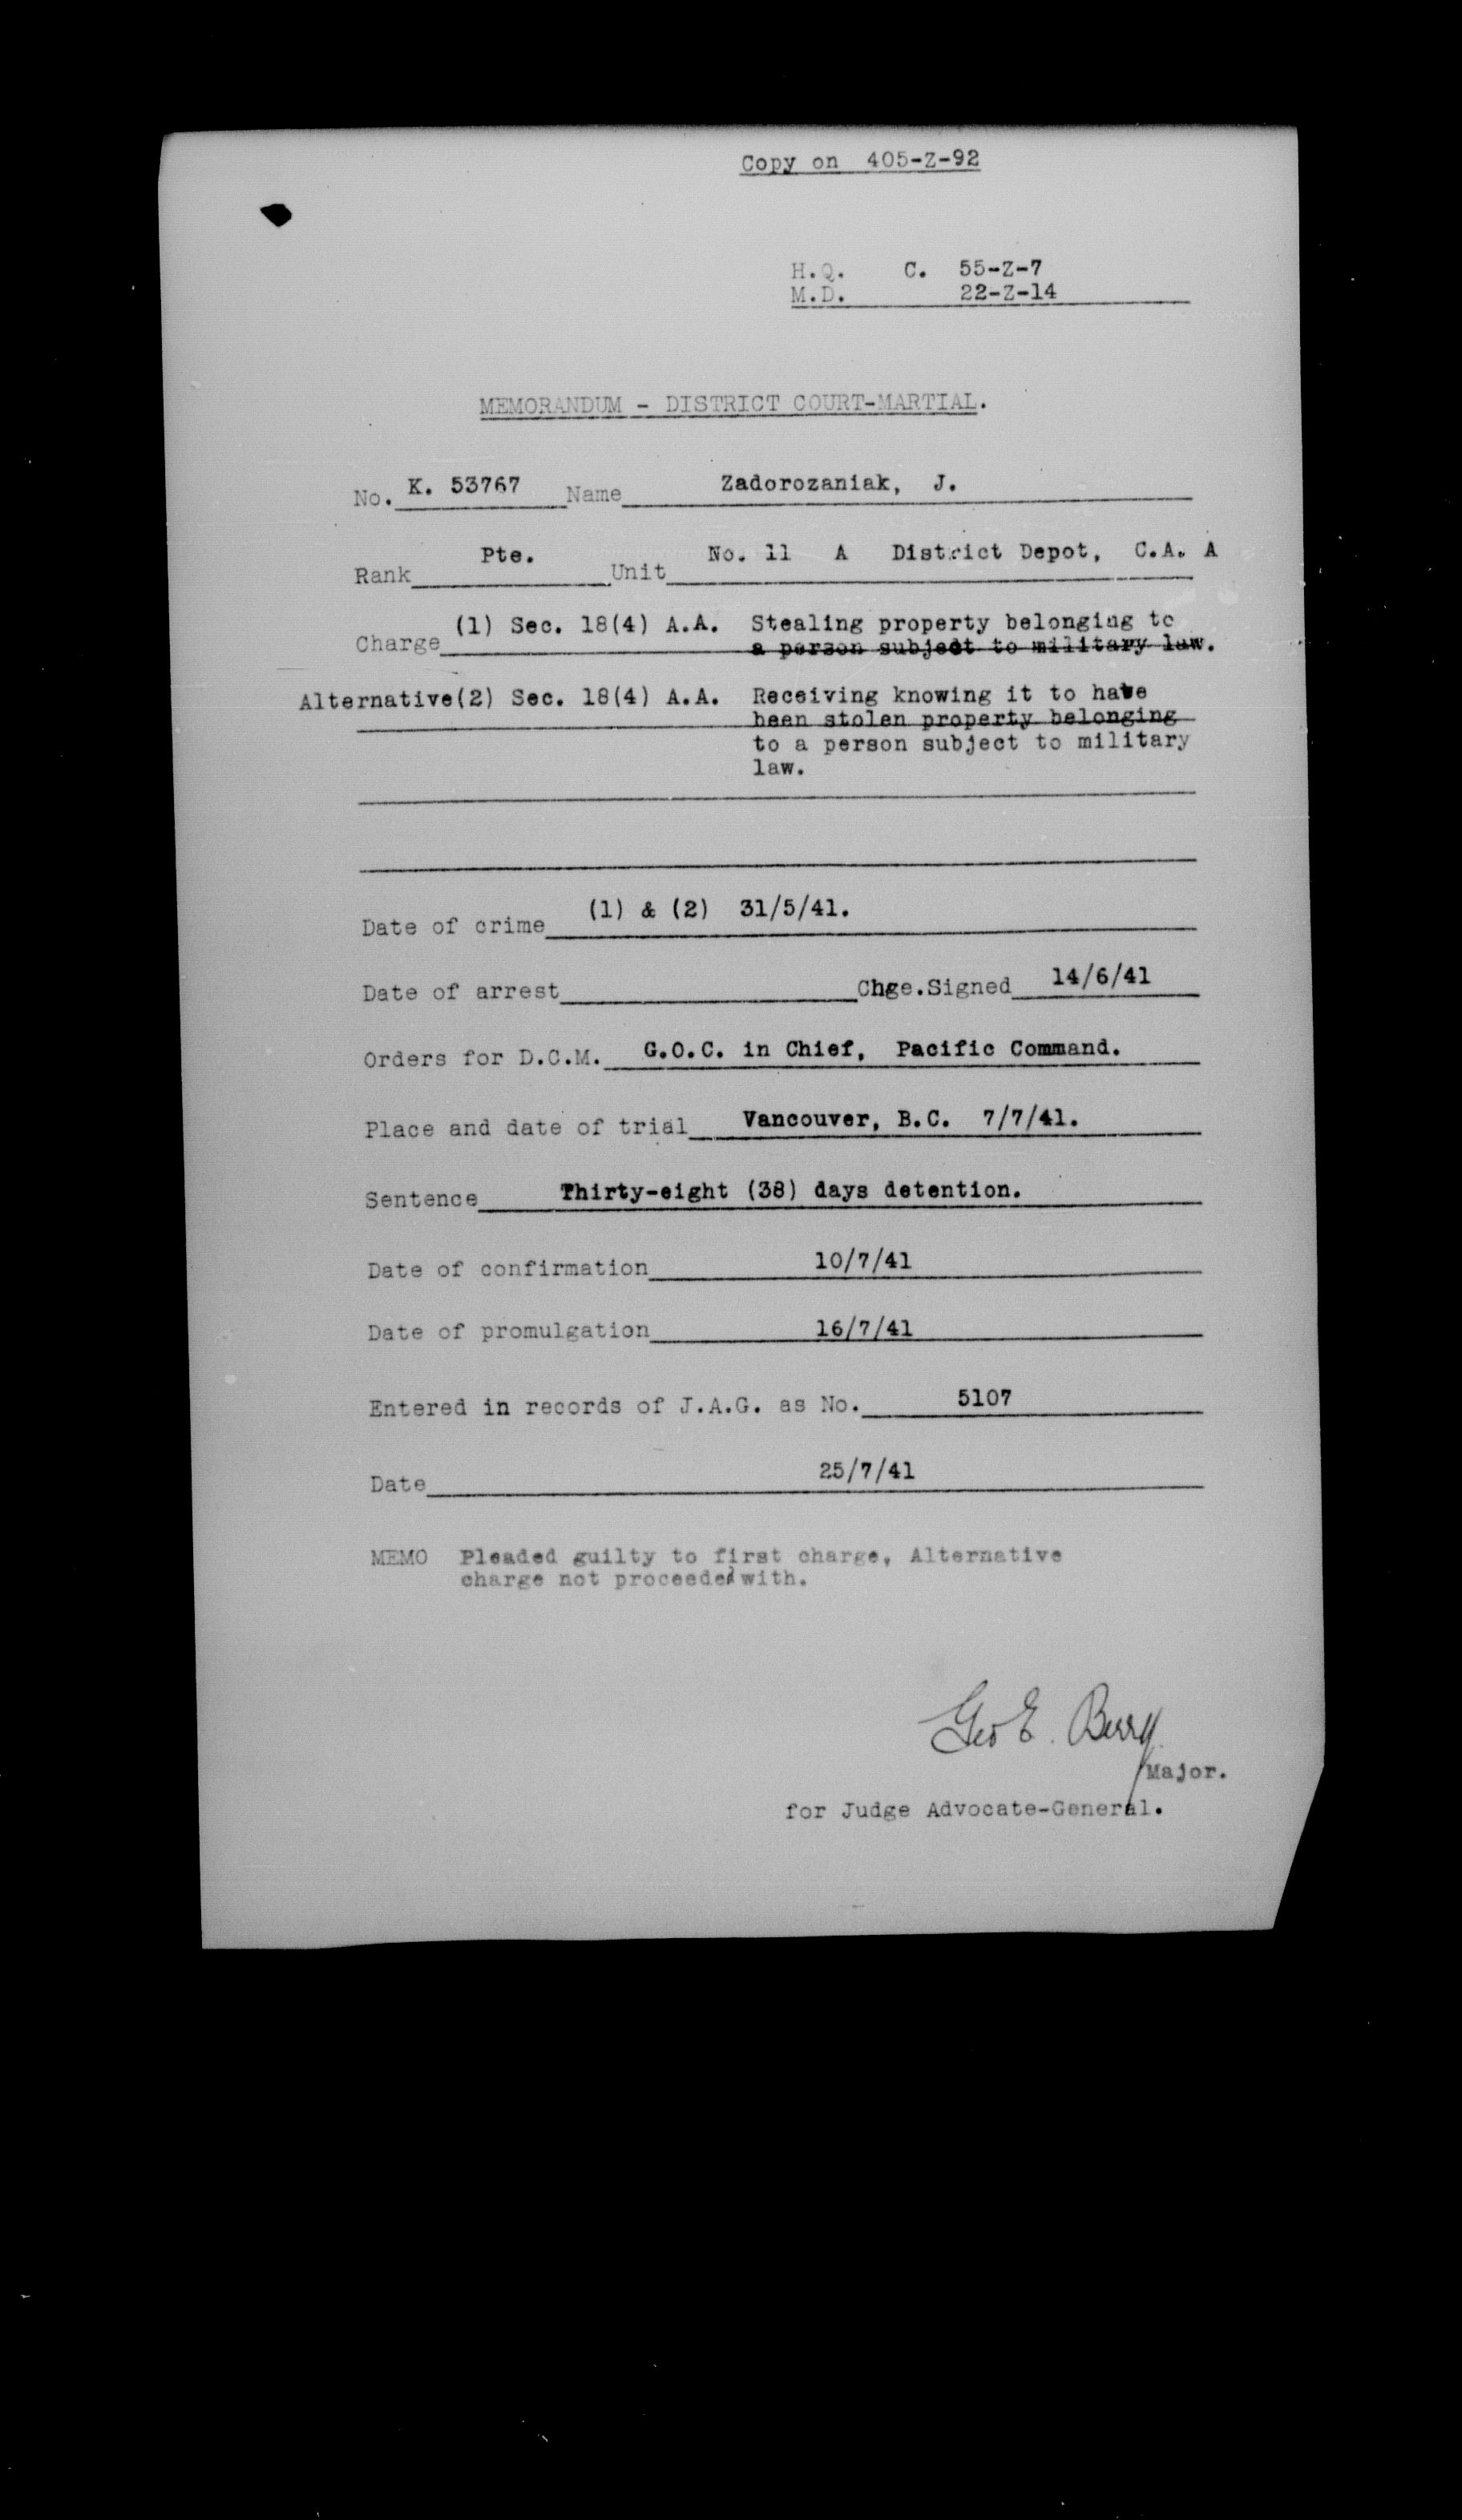 Copy on 405-Z-92
H.Q. C. 55-Z-7
M.D. 22-Z-14
MEMORANDUM - DISTRICT COURT-MARTIAL.
No. K. 53767 Name Zadorozaniak, J.
Rank Pte. Unit No. 11 A District Depot, C.A. A
Charge (1) Sec. 18(4) A.A. Stealing property belonging to
a person subject to military law.
Alternative(2) Sec. 18(4) A.A. Receiving knowing it to have
been stolen property belonging
to a person subject to military
law.
Date of crime (1) & (2) 31/5/41.
Date of arrest Chge.Signed 14/6/41
Orders for D.C.M. G.O.C. in Chief, Pacific Command.
Place and date of trial Vancouver, B.C. 7/7/41.
Sentence Thirty-eight (38) days detention.
Date of confirmation 10/7/41
Date of promulgation 16/7/41
Entered in records of J.A.G. as No. 5107
Date 25/7/41
MEMO Pleaded guilty to first charge, Alternative
charge not proceeded with.
Geo E. Berry
Major.
for Judge Advocate-General.